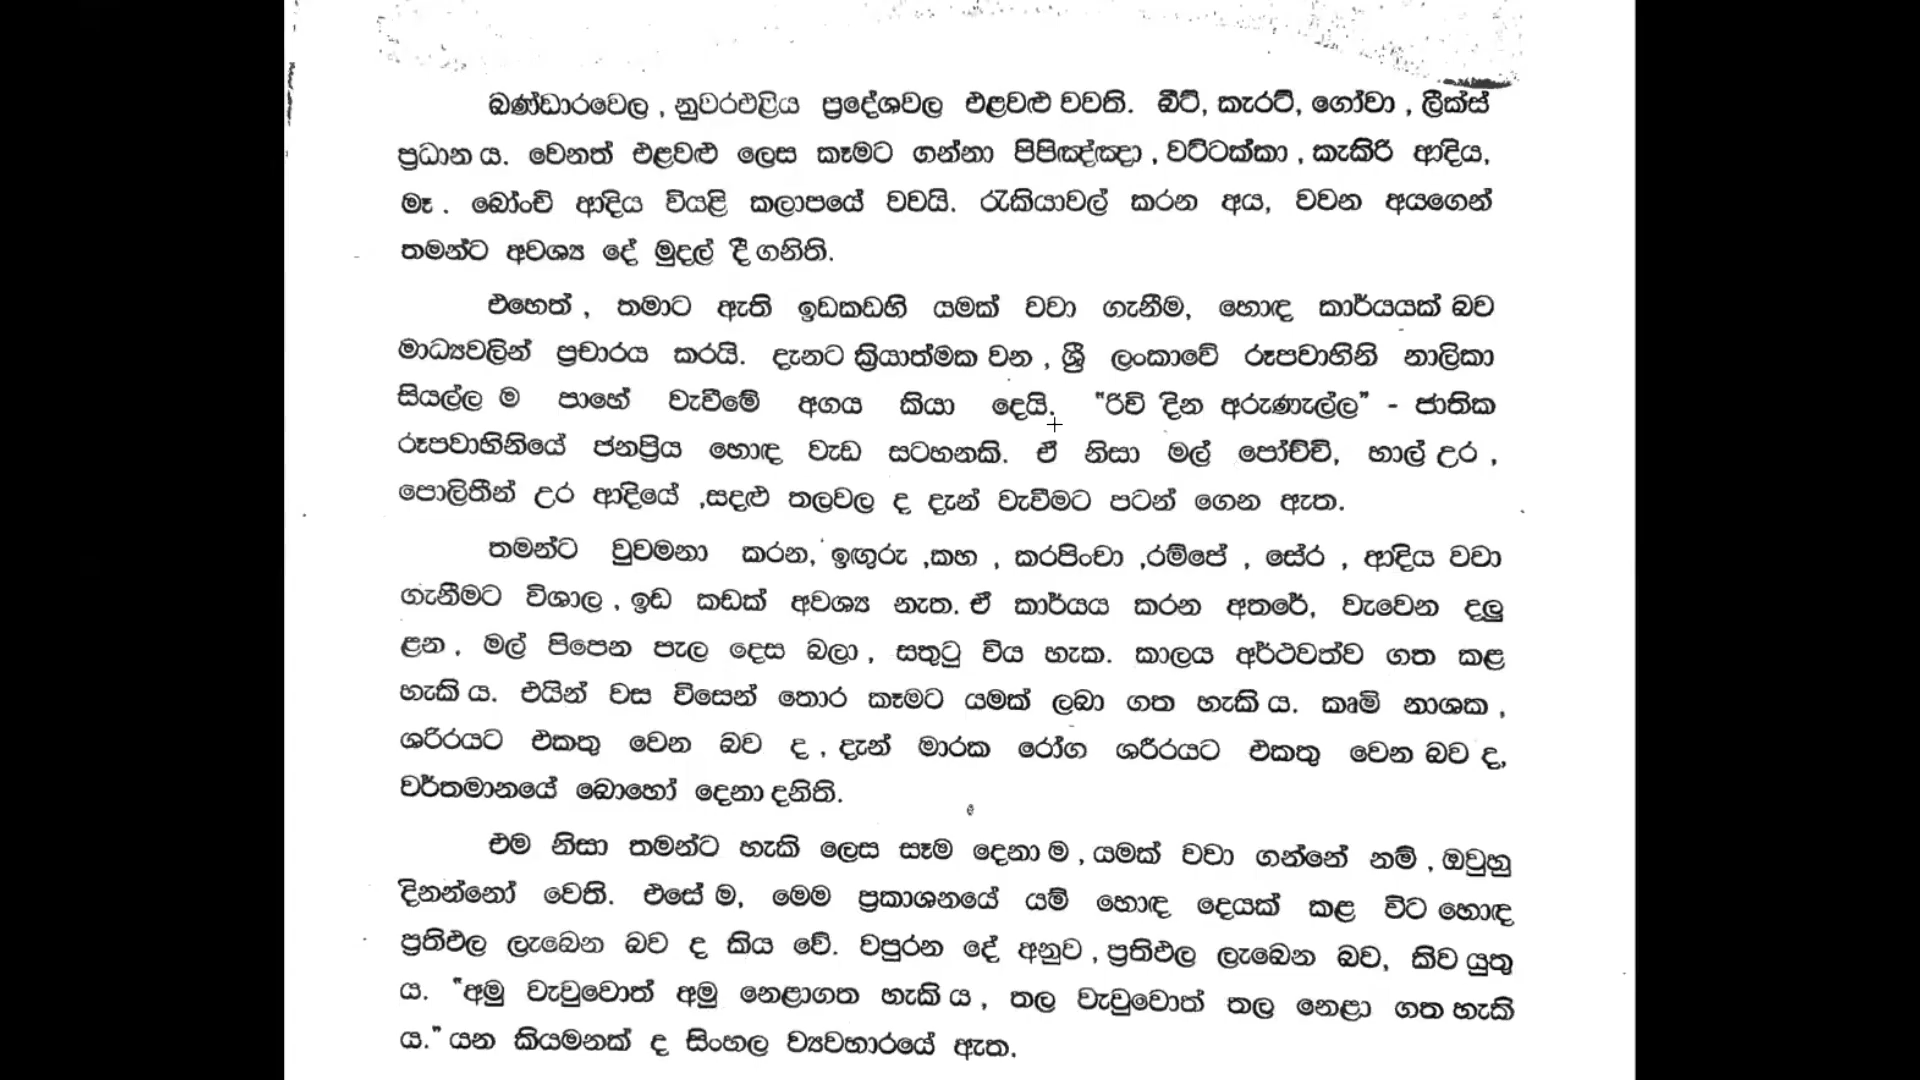 බණ්ඩාරවෙල , නුවරඑළිය ප්‍රදේශවල එළවළු වවති. බීට්, කැරට්, ගෝවා , ලීක්ස්
ප්‍රධාන ය. වෙනත් එළවළු ලෙස කෑමට ගන්නා පිපිඤ්ඤා , වට්ටක්කා , කැකිරි ආදිය,
මෑ . බෝංචි ආදිය වියළි කලාපයේ වවයි. රැකියාවල් කරන අය, වවන අයගෙන්
තමන්ට අවශ්‍ය දේ මුදල් දී ගනිති.
එහෙත් , තමාට ඇති ඉඩකඩහි යමක් වවා ගැනීම, හොඳ කාර්යයක් බව
මාධ්‍යවලින් ප්‍රචාරය කරයි. දැනට ක්‍රියාත්මක වන , ශ්‍රී ලංකාවේ රූපවාහිනි නාලිකා
සියල්ල ම පාහේ වැවීමේ අගය කියා දෙයි. "රිවි දින අරුණැල්ල" - ජාතික
රූපවාහිනියේ ජනප්‍රිය හොඳ වැඩ සටහනකි. ඒ නිසා මල් පෝච්චි, හාල් උර ,
පොලිතීන් උර ආදියේ ,සදළු තලවල ද දැන් වැවීමට පටන් ගෙන ඇත.
තමන්ට වුවමනා කරන, ඉඟුරු ,කහ , කරපිංචා ,රම්පේ , සේර , ආදිය වවා
ගැනීමට විශාල , ඉඩ කඩක් අවශ්‍ය නැත. ඒ කාර්යය කරන අතරේ, වැවෙන දලු
ළන , මල් පිපෙන පැල දෙස බලා , සතුටු විය හැක. කාලය අර්ථවත්ව ගත කළ
හැකි ය. එයින් වස විසෙන් තොර කෑමට යමක් ලබා ගත හැකි ය. කෘමි නාශක ,
ශරීරයට එකතු වෙන බව ද , දැන් මාරක රෝග ශරීරයට එකතු වෙන බව ද,
වර්තමානයේ බොහෝ දෙනා දනිති.
එම නිසා තමන්ට හැකි ලෙස සෑම දෙනා ම , යමක් වවා ගන්නේ නම් , ඔවුහු
දිනන්නෝ වෙති. එසේ ම, මෙම ප්‍රකාශනයේ යම් හොඳ දෙයක් කළ විට හොඳ
ප්‍රතිඵල ලැබෙන බව ද කිය වේ. වපුරන දේ අනුව , ප්‍රතිඵල ලැබෙන බව, කිව යුතු
ය. "අමු වැවුවොත් අමු නෙළාගත හැකි ය , තල වැවුවොත් තල නෙළා ගත හැකි
ය." යන කියමනක් ද සිංහල ව්‍යවහාරයේ ඇත.